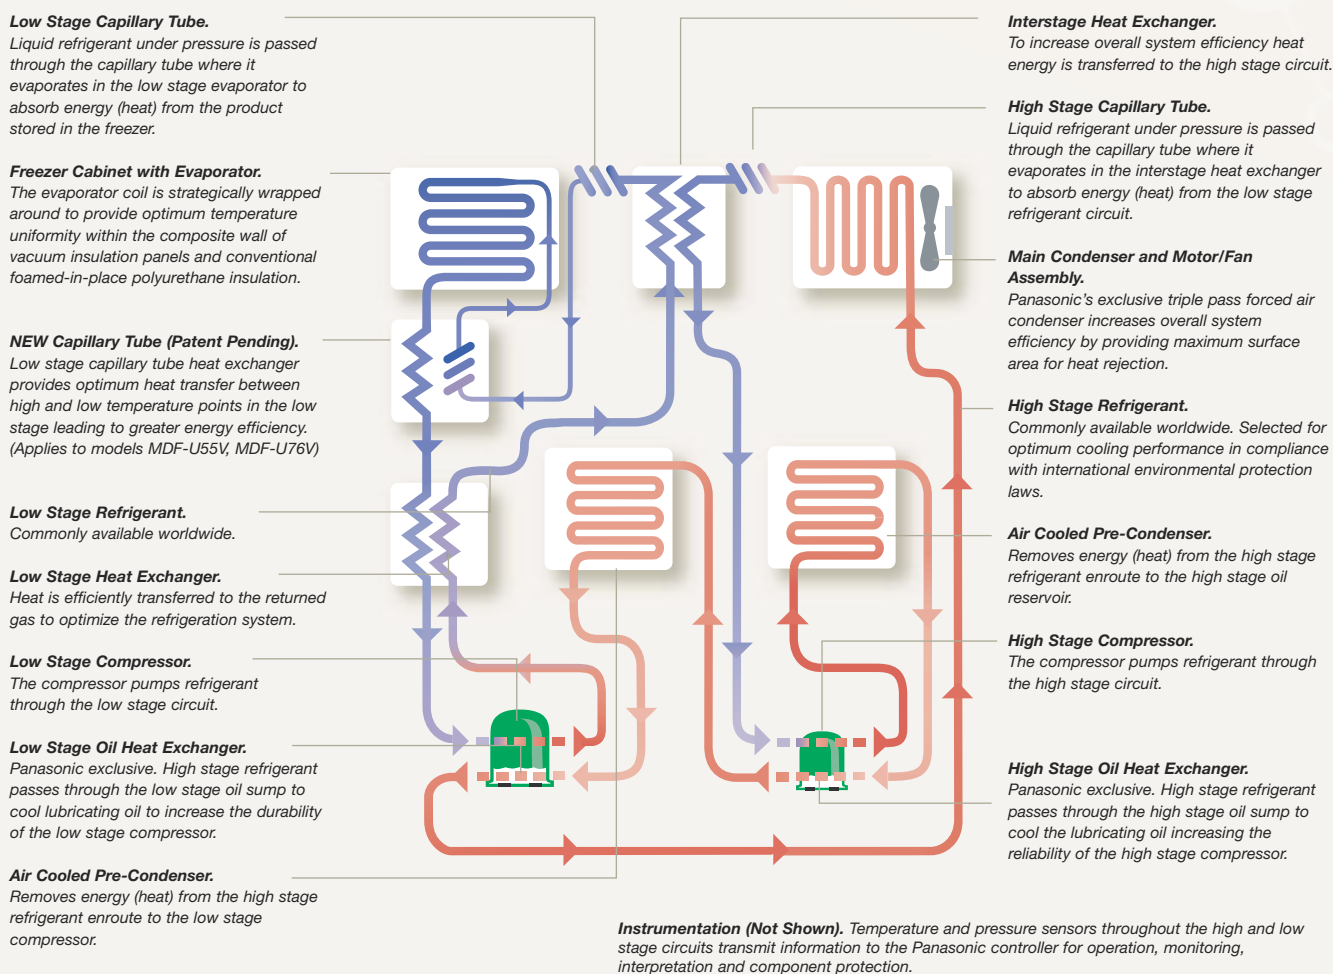 Low Stage Capillary Tube.
Liquid refrigerant under pressure is passed
through the capillary tube where it
evaporates in the low stage evaporator to
absorb energy (heat) from the product
stored in the freezer.
Freezer Cabinet with Evaporator.
The evaporator coil is strategically wrapped
around to provide optimum temperature
uniformity within the composite wall of
vacuum insulation panels and conventional
foamed-in-place polyurethane insulation.
NEW Capillary Tube (Patent Pending).
Low stage capillary tube heat exchanger
provides optimum heat transfer between
high and low temperature points in the low
stage leading to greater energy efficiency.
(Applies to models MDF-U55V, MDF-U76V)
Low Stage Refrigerant.
Commonly available worldwide.
Low Stage Heat Exchanger.
Heat is efficiently transferred to the returned
gas to optimize the refrigeration system.
Low Stage Compressor.
The compressor pumps refrigerant
through the low stage circuit.
Low Stage Oil Heat Exchanger.
Panasonic exclusive. High stage refrigerant
passes through the low stage oil sump to
cool lubricating oil to increase the durability
of the low stage compressor.
Air Cooled Pre-Condenser.
Removes energy (heat) from the high stage
refrigerant enroute to the low stage
compressor.
Interstage Heat Exchanger.
To increase overall system efficiency heat
energy is transferred to the high stage circuit.
High Stage Capillary Tube.
Liquid refrigerant under pressure is passed
through the capillary tube where it
evaporates in the interstage heat exchanger
to absorb energy (heat) from the low stage
refrigerant circuit.
Main Condenser and Motor/Fan
Assembly.
Panasonic's exclusive triple pass forced air
condenser increases overall system
efficiency by providing maximum surface
area for heat rejection.
High Stage Refrigerant.
Commonly available worldwide. Selected for
optimum cooling performance in compliance
with international environmental protection
laws.
Air Cooled Pre-Condenser.
Removes energy (heat) from the high stage
refrigerant enroute to the high stage oil
reservoir.
High Stage Compressor.
The compressor pumps refrigerant through
the high stage circuit.
High Stage Oil Heat Exchanger.
Panasonic exclusive. High stage refrigerant
passes through the high stage oil sump to
cool the lubricating oil increasing the
reliability of the high stage compressor.
Instrumentation (Not Shown). Temperature and pressure sensors throughout the high and low
stage circuits transmit information to the Panasonic controller for operation, monitoring,
interpretation and component protection.